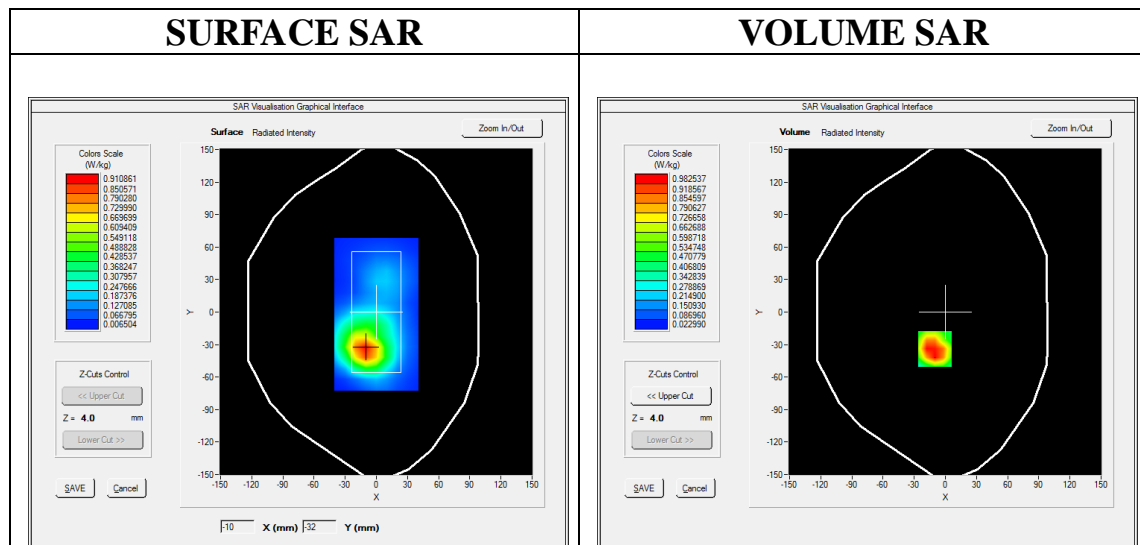 SURFACE SAR
VOLUME SAR
SAR Visualisation Graphical Interface
Surface Radiated Intensity
Zoom In/Out
Colors Scale
(W/kg)
0.910861
0.850571
0.790280
0.729990
0.669699
0.609409
0.549118
0.488828
0.428537
0.368247
0.307957
0.247666
0.187376
0.127085
0.066795
0.006504
150
120
90
60
30
0
-30
-60
-90
-120
-150
Y
-150 -120 -90 -60 -30 0 30 60 90 120 150
X
Z-Cuts Control
<< Upper Cut
Z = 4.0 mm
Lower Cut >>
SAVE Cancel
-10 X (mm) -32 Y (mm)
SAR Visualisation Graphical Interface
Volume Radiated Intensity
Zoom In/Out
Colors Scale
(W/kg)
0.982537
0.918567
0.854597
0.790627
0.726658
0.662688
0.598718
0.534748
0.470779
0.406809
0.342839
0.278869
0.214900
0.150930
0.086960
0.022990
150
120
90
60
30
0
-30
-60
-90
-120
-150
Y
-150 -120 -90 -60 -30 0 30 60 90 120 150
X
Z-Cuts Control
<< Upper Cut
Z = 4.0 mm
Lower Cut >>
SAVE Cancel